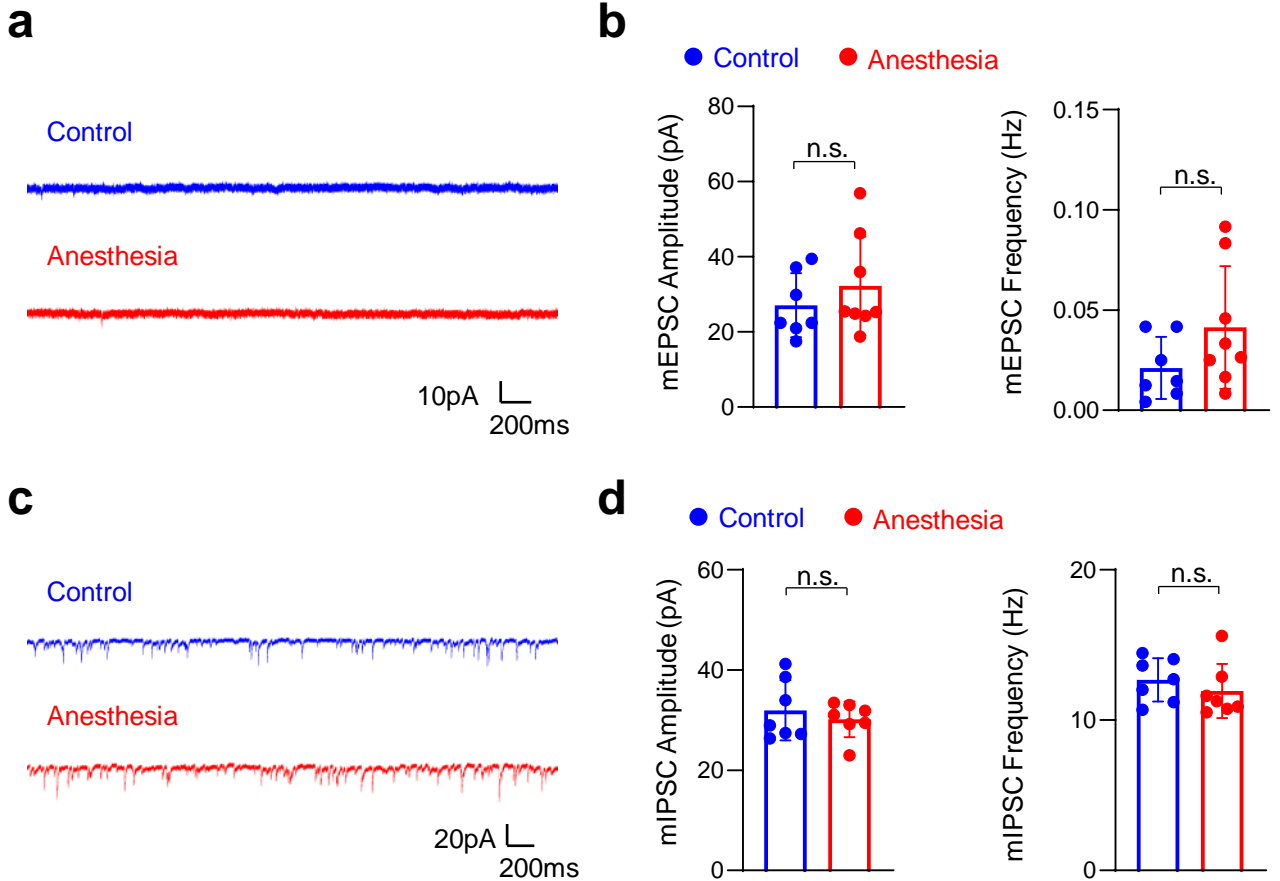 a
Control
Anesthesia
10pA
200ms
b
Control Anesthesia
mEPSC Amplitude (pA)
80
60
40
20
0
n.s.
mEPSC Frequency (Hz)
0.15
0.10
0.05
0.00
n.s.
c
Control
Anesthesia
20pA
200ms
d
Control Anesthesia
mIPSC Amplitude (pA)
60
40
20
0
n.s.
mIPSC Frequency (Hz)
20
10
0
n.s.